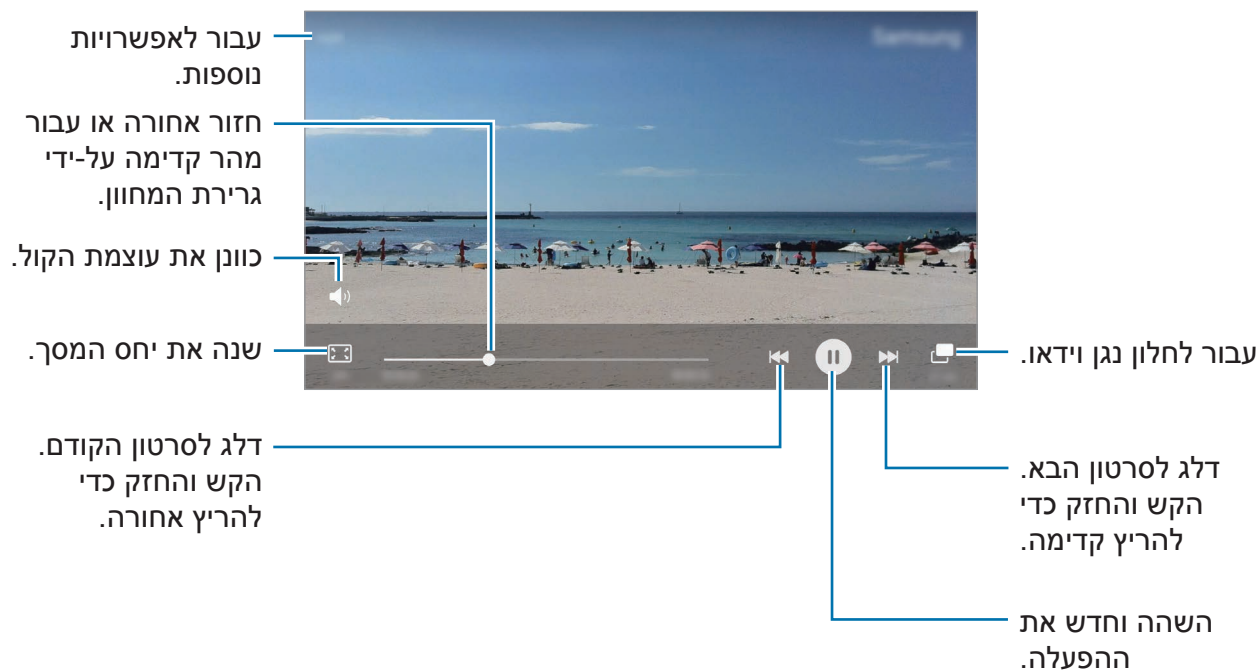 עבור לאפשרויות
נוספות.
חזור אחורה או עבור
מהר קדימה על-ידי
גרירת המחוון.
כוונן את עוצמת הקול.
שנה את יחס המסך.
דלג לסרטון הקודם.
הקש והחזק כדי
להריץ אחורה.
עבור לחלון נגן וידאו.
דלג לסרטון הבא.
הקש והחזק כדי
להריץ קדימה.
השהה וחדש את
ההפעלה.